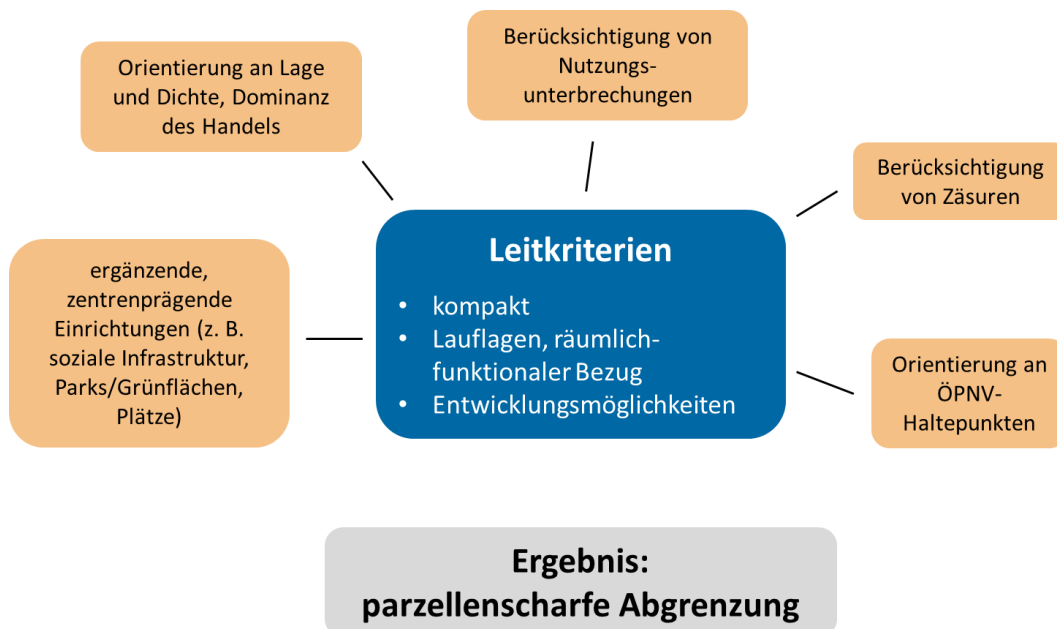 Berücksichtigung von
Nutzungs-
unterbrechungen
Orientierung an Lage
und Dichte, Dominanz
des Handels
Berücksichtigung
von Zäsuren
Leitkriterien
• kompakt
• Lauflagen, räumlich-
funktionaler Bezug
• Entwicklungsmöglichkeiten
ergänzende,
zentrenprägende
Einrichtungen (z. B.
soziale Infrastruktur,
Parks/Grünflächen,
Plätze)
Orientierung an
ÖPNV-
Haltepunkten
Ergebnis:
parzellenscharfe Abgrenzung